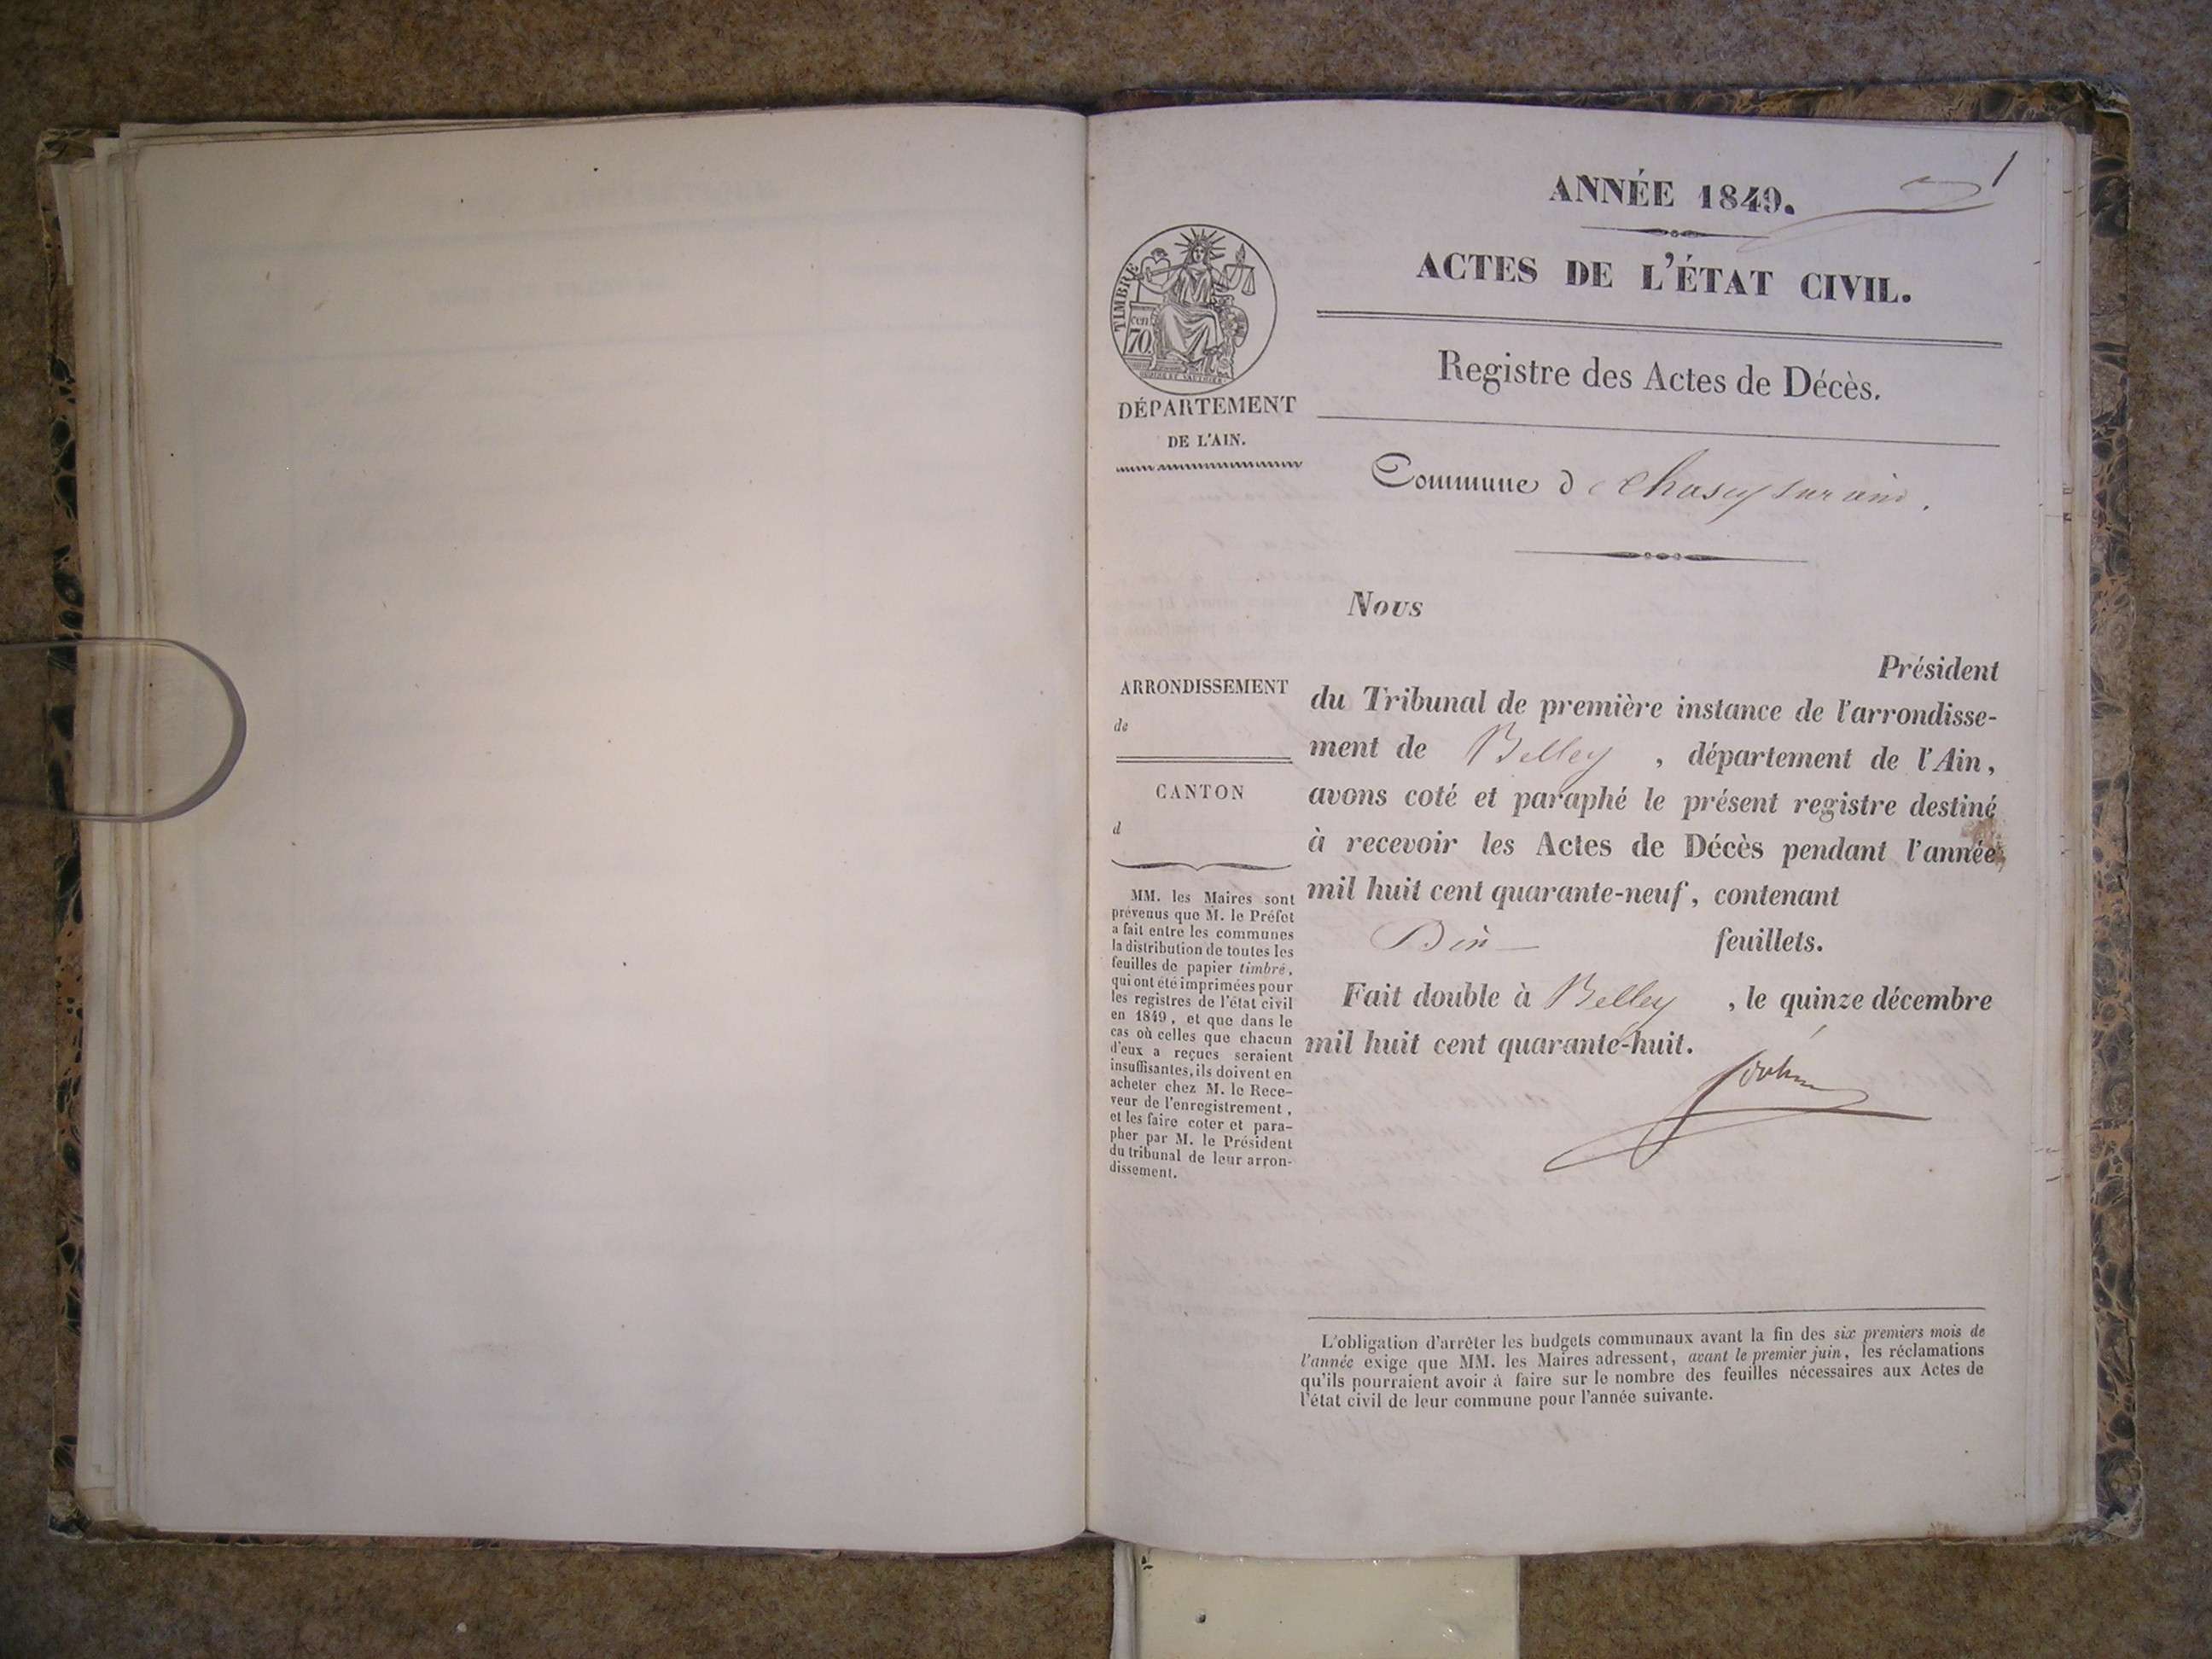 1
ANNÉE 1849.
ACTES DE L'ÉTAT CIVIL.
Registre des Actes de Décès.
TIMBRE
cen.
70.
DÉPARTEMENT
DE L'AIN.
Commune d chasey sur ain.
Nous
Président
du Tribunal de première instance de l'arrondisse-
ment de Belley, département de l'Ain,
avons coté et paraphé le présent registre destiné
à recevoir les Actes de Décès pendant l'année
mil huit cent quarante-neuf, contenant
feuillets.
Fait double à Belley, le quinze décembre
mil huit cent quarante-huit.
ARRONDISSEMENT
de
CANTON
d
MM. les Maires sont
prévenus que M. le Préfet
a fait entre les communes
la distribution de toutes les
feuilles de papier timbré,
qui ont été imprimées pour
les registres de l'état civil
en 1849, et que dans le
cas où celles que chacun
d'eux a reçues seraient
insuffisantes, ils doivent en
acheter chez M. le Rece-
veur de l'enregistrement,
et les faire coter et para-
pher par M. le Président
du tribunal de leur arron-
dissement.
L'obligation d'arrêter les budgets communaux avant la fin des six premiers mois de
l'année exige que MM. les Maires adressent, avant le premier juin, les réclamations
qu'ils pourraient avoir à faire sur le nombre des feuilles nécessaires aux Actes de
l'état civil de leur commune pour l'année suivante.